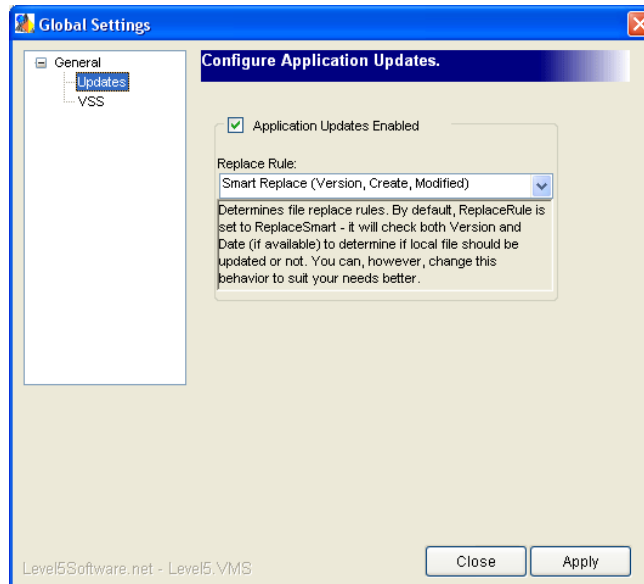 Global Settings
General
Updates
VSS
Configure Application Updates.
Application Updates Enabled
Replace Rule:
Smart Replace (Version, Create, Modified)
Determines file replace rules. By default, ReplaceRule is
set to ReplaceSmart - it will check both Version and
Date (if available) to determine if local file should be
updated or not. You can, however, change this
behavior to suit your needs better.
Level5Software.net - Level5.VMS
Close
Apply